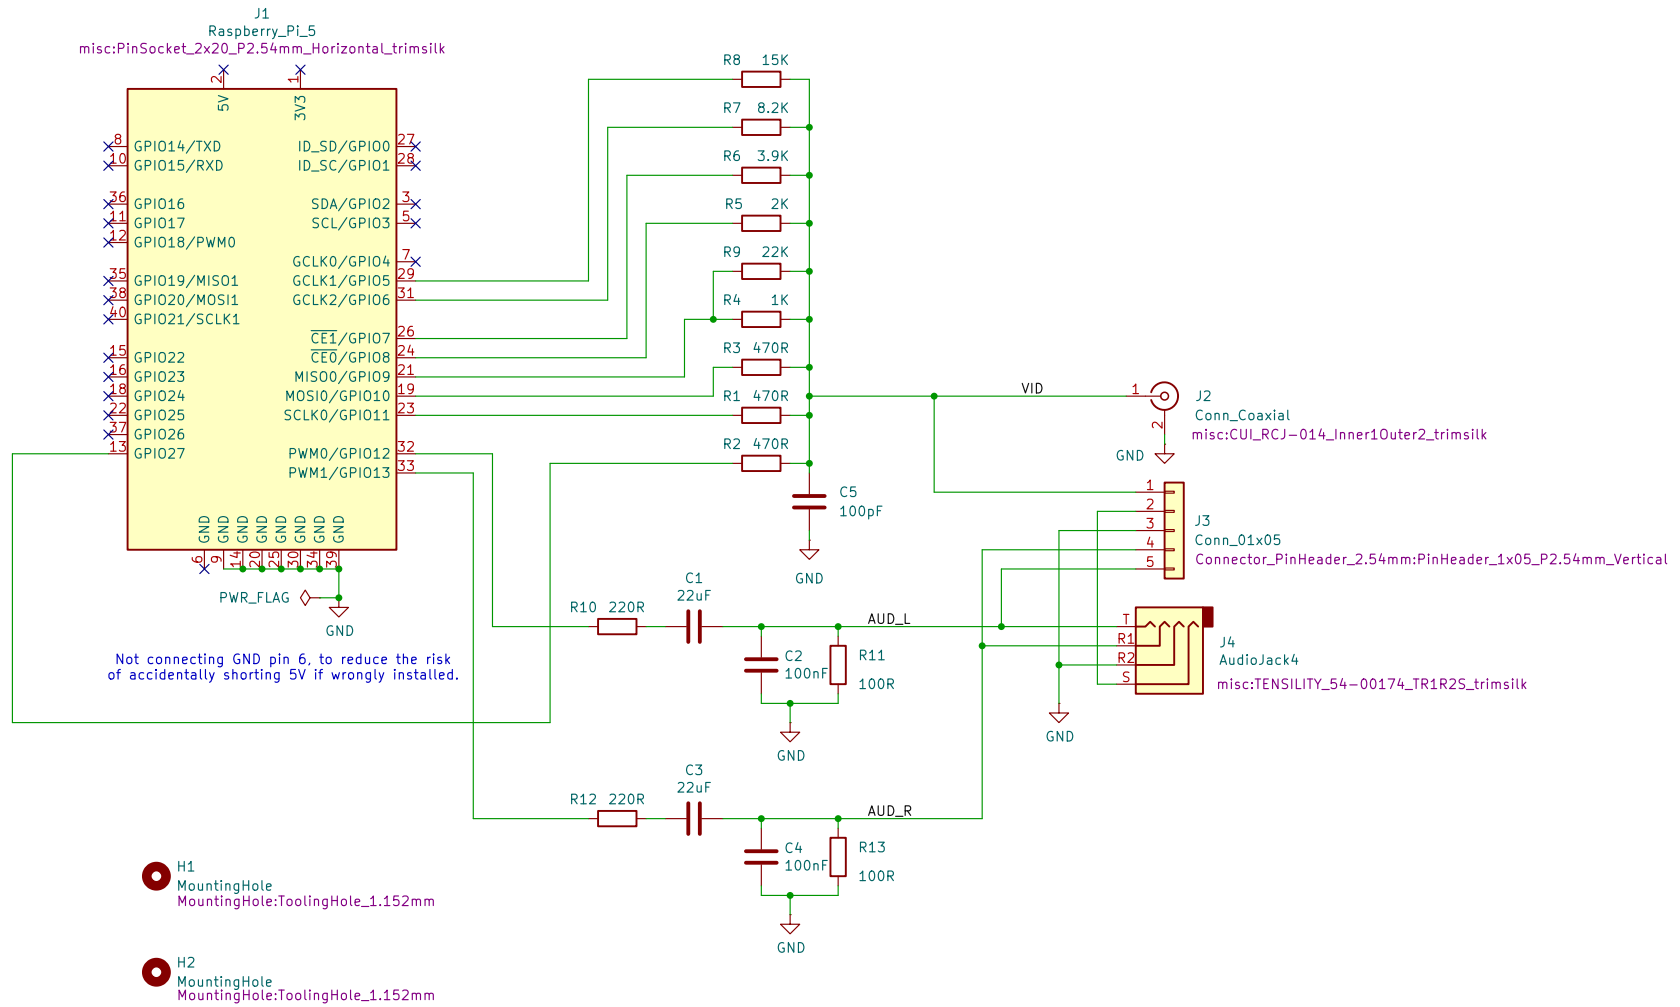 J1
Raspberry_Pi_5
misc:PinSocket_2x20_P2.54mm_Horizontal_trimsilk
2 1
5V 3V3
8 GPIO14/TXD ID_SD/GPIO0 27
10 GPIO15/RXD ID_SC/GPIO1 28
36 GPIO16 SDA/GPIO2 3
11 GPIO17 SCL/GPIO3 5
12 GPIO18/PWM0
GCLK0/GPIO4 7
35 GPIO19/MISO1 GCLK1/GPIO5 29
38 GPIO20/MOSI1 GCLK2/GPIO6 31
40 GPIO21/SCLK1
CE1/GPIO7 26
15 GPIO22 CE0/GPIO8 24
16 GPIO23 MISO0/GPIO9 21
18 GPIO24 MOSI0/GPIO10 19
22 GPIO25 SCLK0/GPIO11 23
37 GPIO26
13 GPIO27 PWM0/GPIO12 32
PWM1/GPIO13 33
GND GND GND GND GND GND GND GND
6 9 14 20 25 30 34 39
PWR_FLAG
GND
Not connecting GND pin 6, to reduce the risk
of accidentally shorting 5V if wrongly installed.
R8 15K
R7 8.2K
R6 3.9K
R5 2K
R9 22K
R4 1K
R3 470R
R1 470R
R2 470R
C5
100pF
GND
VID
1
J2
Conn_Coaxial
misc:CUI_RCJ-014_Inner1Outer2_trimsilk
2
GND
1
2
3
4
5
J3
Conn_01x05
Connector_PinHeader_2.54mm:PinHeader_1x05_P2.54mm_Vertical
R10 220R
C1
22uF
AUD_L
C2
100nF
R11
100R
GND
T
R1
R2
S
J4
AudioJack4
misc:TENSILITY_54-00174_TR1R2S_trimsilk
GND
R12 220R
C3
22uF
AUD_R
C4
100nF
R13
100R
GND
H1
MountingHole
MountingHole:ToolingHole_1.152mm
H2
MountingHole
MountingHole:ToolingHole_1.152mm